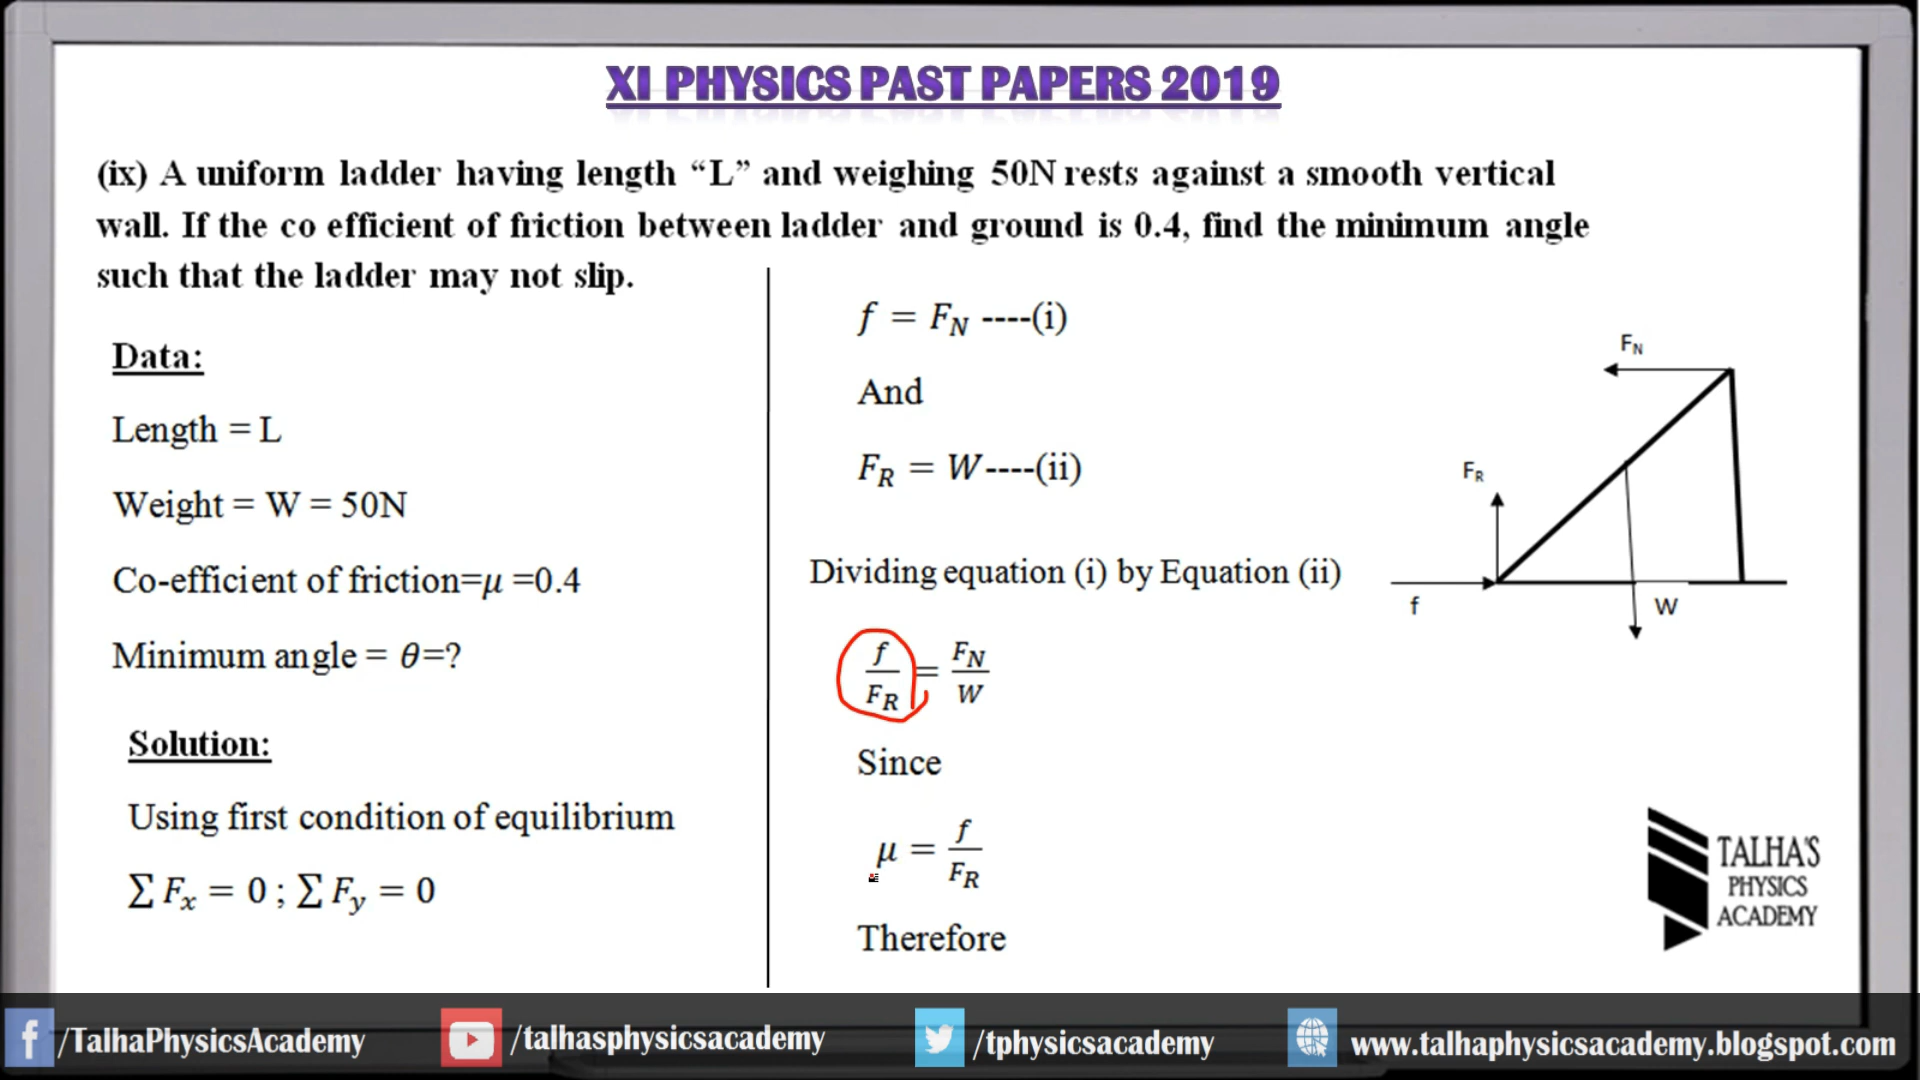 XI PHYSICS PAST PAPERS 2019
(ix) A uniform ladder having length “L” and weighing 50N rests against a smooth vertical
wall. If the co efficient of friction between ladder and ground is 0.4, find the minimum angle
such that the ladder may not slip.
Data:
Length = L
Weight = W = 50N
Co-efficient of friction=μ =0.4
Minimum angle = θ=?
Solution:
Using first condition of equilibrium
∑ Fx = 0 ; ∑ Fy = 0
f = FN ----(i)
And
FR = W----(ii)
Dividing equation (i) by Equation (ii)
f/FR = FN/W
Since
μ = f/FR
Therefore
FN
FR
f
W
TALHA'S
PHYSICS
ACADEMY
/TalhaPhysicsAcademy
/talhasphysicsacademy
/tphysicsacademy
www.talhaphysicsacademy.blogspot.com